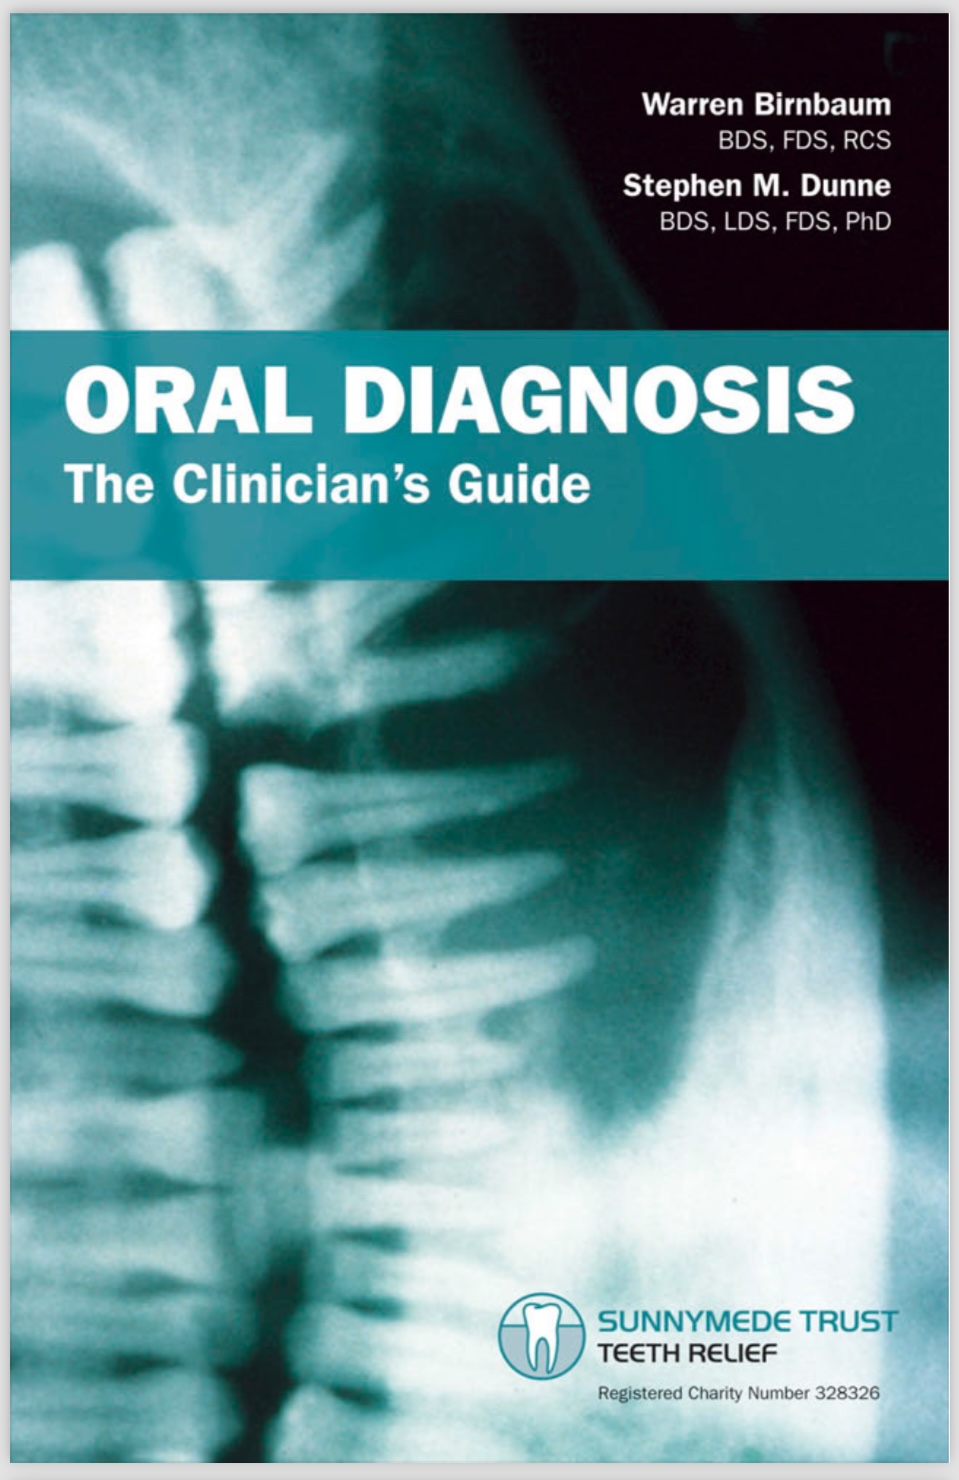 Warren Birnbaum
BDS, FDS, RCS
Stephen M. Dunne
BDS, LDS, FDS, PhD
ORAL DIAGNOSIS
The Clinician’s Guide
SUNNYMEDE TRUST
TEETH RELIEF
Registered Charity Number 328326